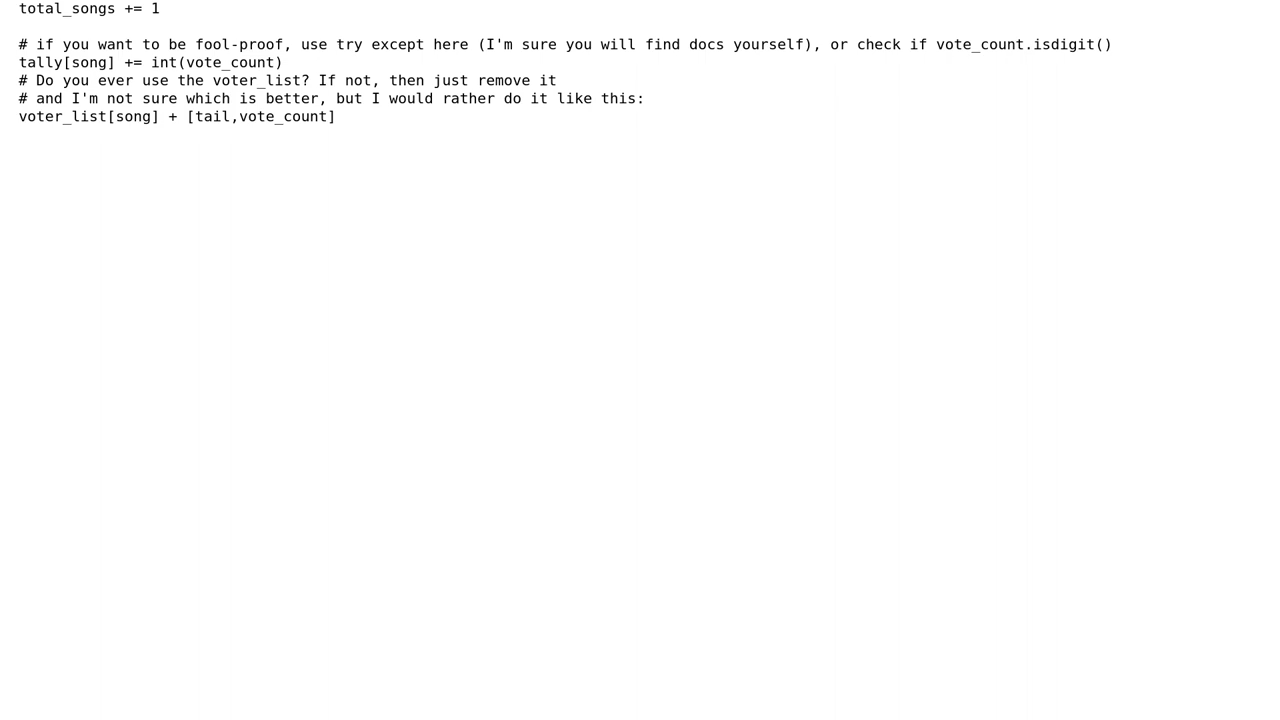 total_songs += 1
# if you want to be fool-proof, use try except here (I'm sure you will find docs yourself), or check if vote_count.isdigit()
tally[song] += int(vote_count)
# Do you ever use the voter_list? If not, then just remove it
# and I'm not sure which is better, but I would rather do it like this:
voter_list[song] + [tail,vote_count]